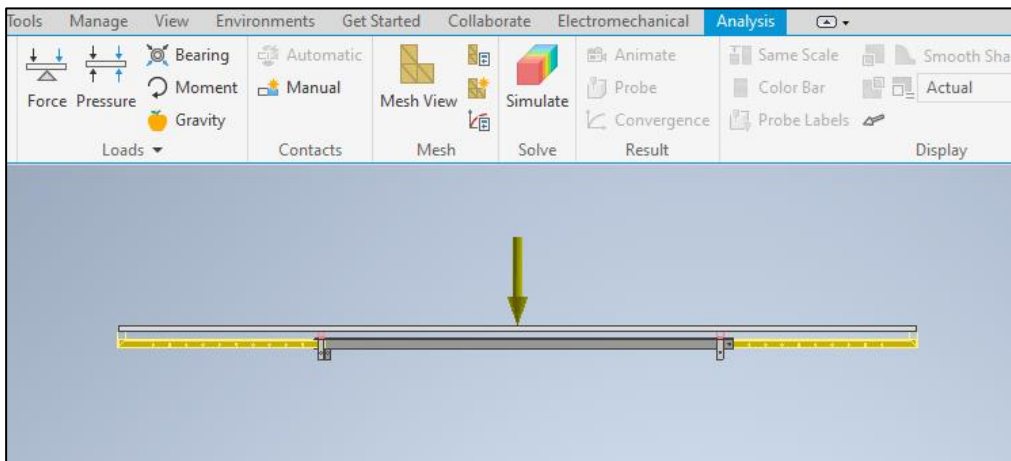 Tools Manage View Environments Get Started Collaborate Electromechanical Analysis
Force Pressure Bearing Moment Gravity
Loads
Automatic
Manual
Contacts
Mesh View
Mesh
Simulate
Solve
Animate
Probe
Convergence
Result
Same Scale
Color Bar
Probe Labels
Smooth Sha
Actual
Display